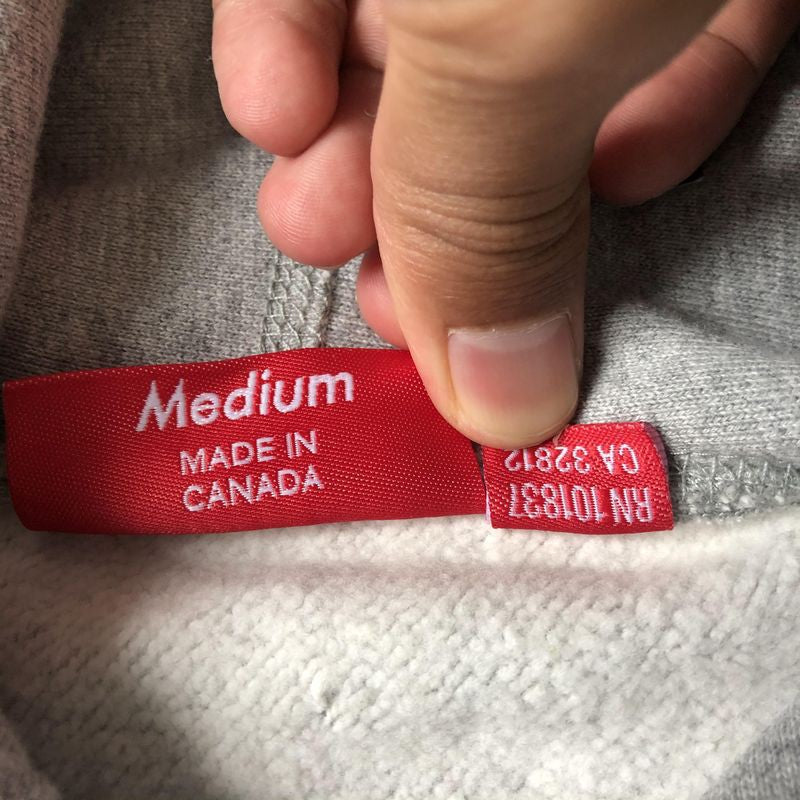 Medium
MADE IN
CANADA
RN 101837
CA 32812